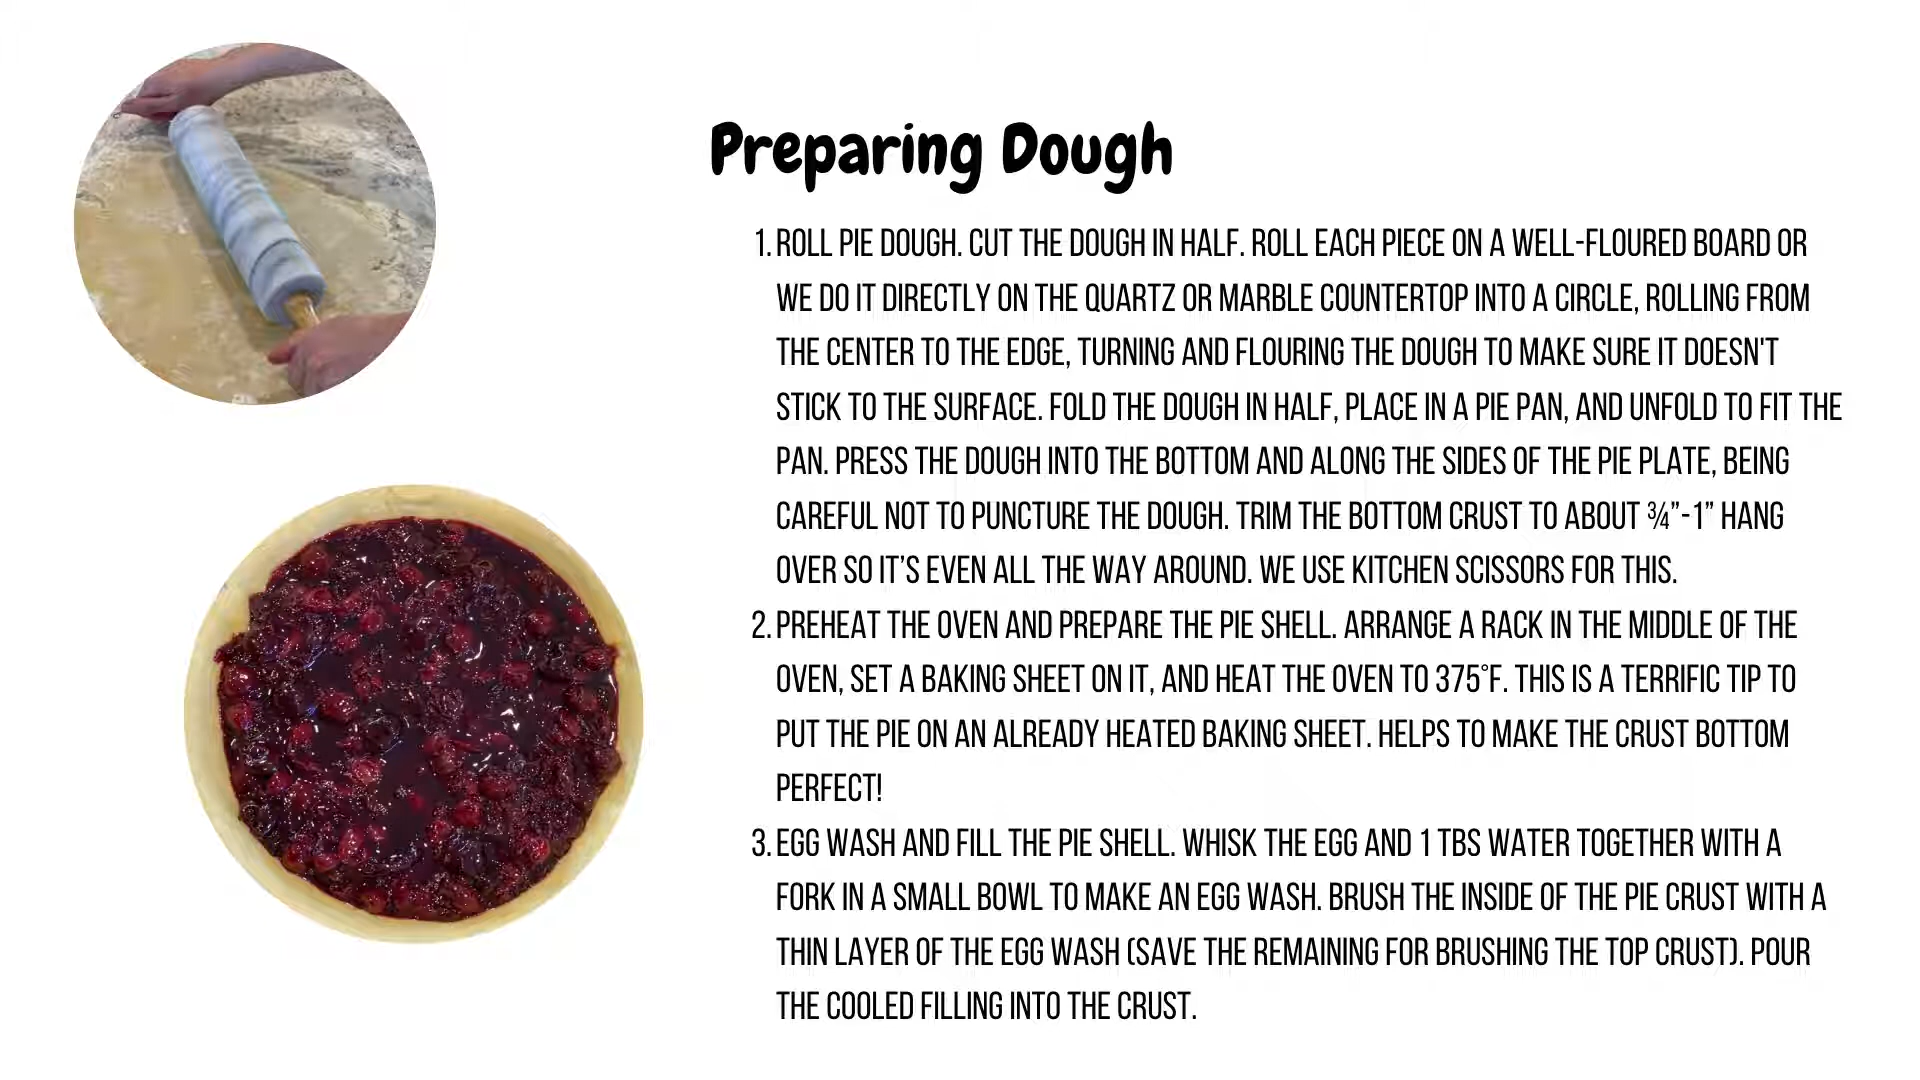 Preparing Dough
1. ROLL PIE DOUGH. CUT THE DOUGH IN HALF. ROLL EACH PIECE ON A WELL-FLOURED BOARD OR
WE DO IT DIRECTLY ON THE QUARTZ OR MARBLE COUNTERTOP INTO A CIRCLE, ROLLING FROM
THE CENTER TO THE EDGE, TURNING AND FLOURING THE DOUGH TO MAKE SURE IT DOESN'T
STICK TO THE SURFACE. FOLD THE DOUGH IN HALF, PLACE IN A PIE PAN, AND UNFOLD TO FIT THE
PAN. PRESS THE DOUGH INTO THE BOTTOM AND ALONG THE SIDES OF THE PIE PLATE, BEING
CAREFUL NOT TO PUNCTURE THE DOUGH. TRIM THE BOTTOM CRUST TO ABOUT ¾”-1” HANG
OVER SO IT’S EVEN ALL THE WAY AROUND. WE USE KITCHEN SCISSORS FOR THIS.
2. PREHEAT THE OVEN AND PREPARE THE PIE SHELL. ARRANGE A RACK IN THE MIDDLE OF THE
OVEN, SET A BAKING SHEET ON IT, AND HEAT THE OVEN TO 375°F. THIS IS A TERRIFIC TIP TO
PUT THE PIE ON AN ALREADY HEATED BAKING SHEET. HELPS TO MAKE THE CRUST BOTTOM
PERFECT!
3. EGG WASH AND FILL THE PIE SHELL. WHISK THE EGG AND 1 TBS WATER TOGETHER WITH A
FORK IN A SMALL BOWL TO MAKE AN EGG WASH. BRUSH THE INSIDE OF THE PIE CRUST WITH A
THIN LAYER OF THE EGG WASH (SAVE THE REMAINING FOR BRUSHING THE TOP CRUST). POUR
THE COOLED FILLING INTO THE CRUST.